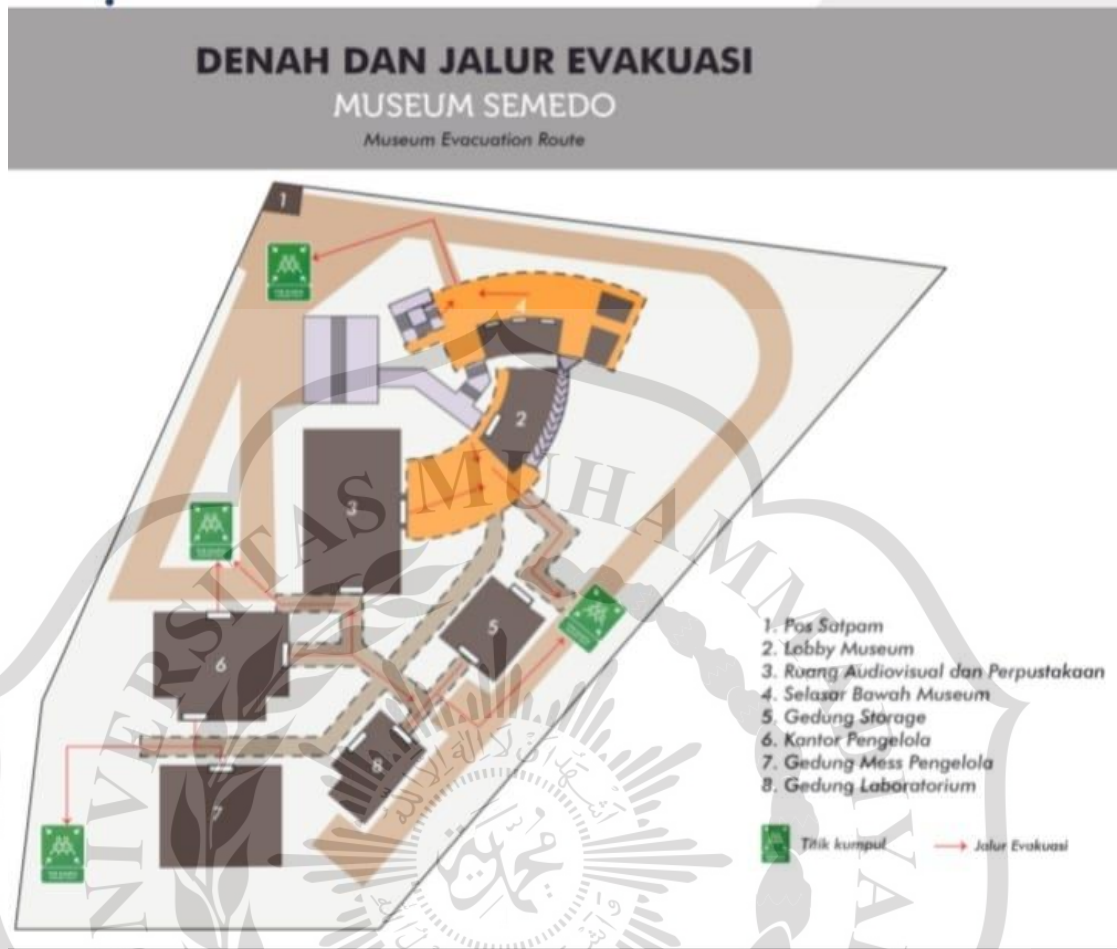 DENAH DAN JALUR EVAKUASI
MUSEUM SEMEDO
Museum Evacuation Route
1
4
2
3
5
6
8
7
1. Pos Satpam
2. Lobby Museum
3. Ruang Audiovisual dan Perpustakaan
4. Selasar Bawah Museum
5. Gedung Storage
6. Kantor Pengelola
7. Gedung Mess Pengelola
8. Gedung Laboratorium
Titik kumpul
Jalur Evakuasi